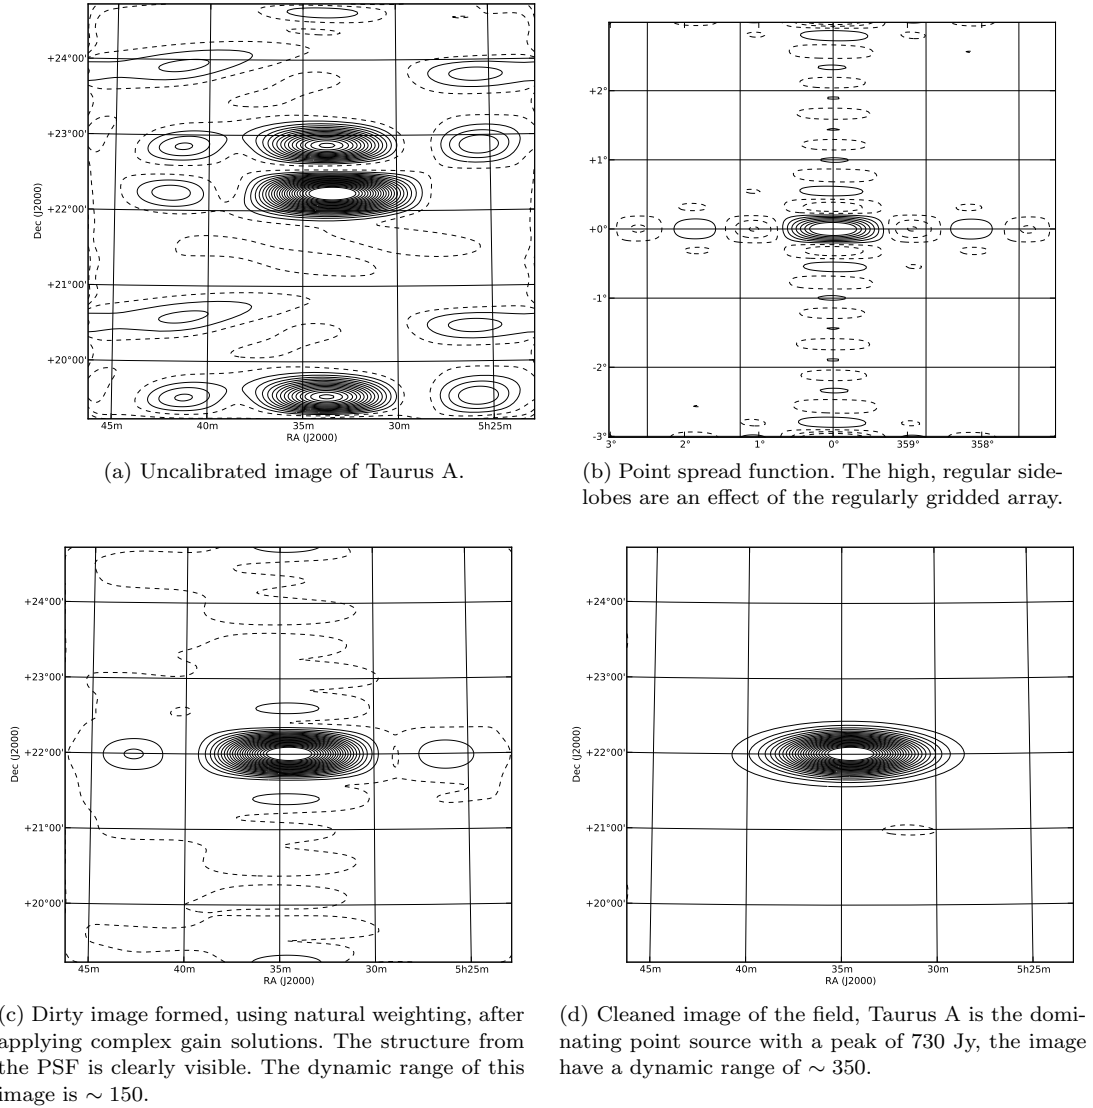 +24°00'
+23°00'
+22°00'
+21°00'
+20°00'
Dec (J2000)
45m 40m 35m 30m 5h25m
RA (J2000)
(a) Uncalibrated image of Taurus A.
+2°
+1°
+0°
-1°
-2°
-3°
3° 2° 1° 0° 359° 358°
(b) Point spread function. The high, regular side-
lobes are an effect of the regularly gridded array.
+24°00'
+23°00'
+22°00'
+21°00'
+20°00'
Dec (J2000)
45m 40m 35m 30m 5h25m
RA (J2000)
(c) Dirty image formed, using natural weighting, after
applying complex gain solutions. The structure from
the PSF is clearly visible. The dynamic range of this
image is ∼ 150.
+24°00'
+23°00'
+22°00'
+21°00'
+20°00'
Dec (J2000)
45m 40m 35m 30m 5h25m
RA (J2000)
(d) Cleaned image of the field, Taurus A is the domi-
nating point source with a peak of 730 Jy, the image
have a dynamic range of ∼ 350.